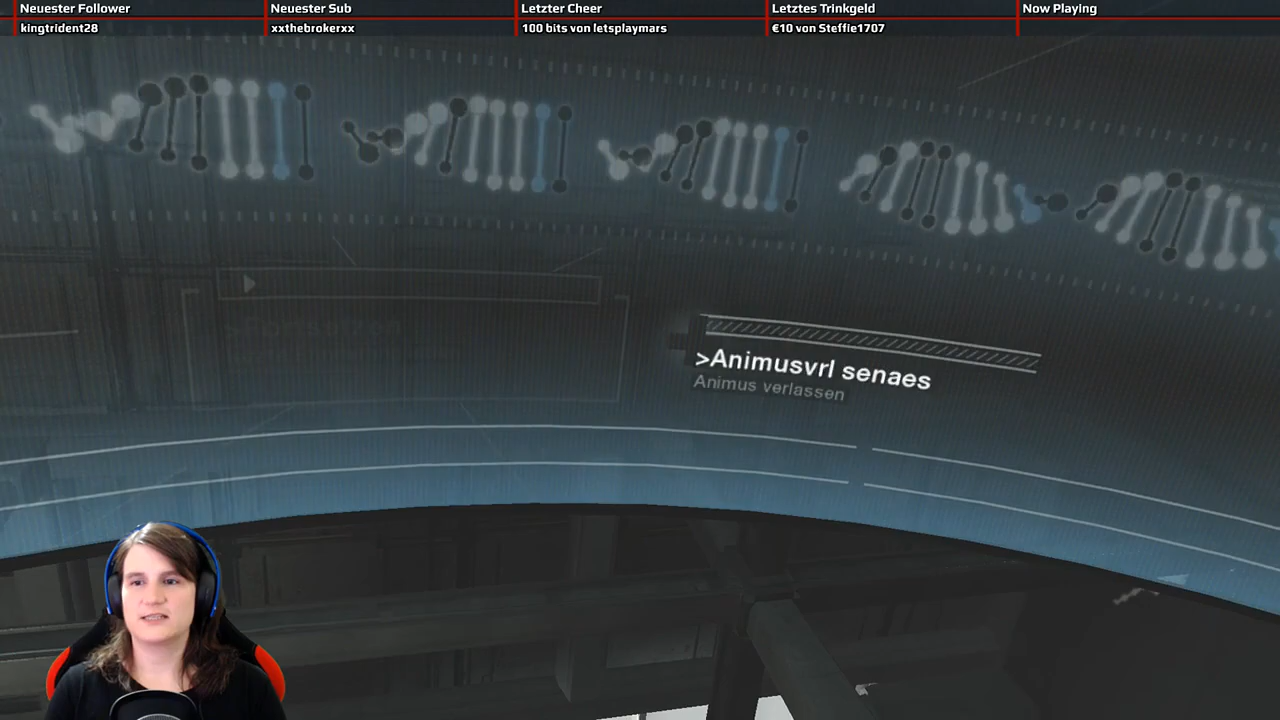 Neuester Follower
kingtrident28
Neuester Sub
xxthebrokerxx
Letzter Cheer
100 bits von letsplaymars
Letztes Trinkgeld
€10 von Steffie1707
Now Playing
>Animusvrl senaes
Animus verlassen